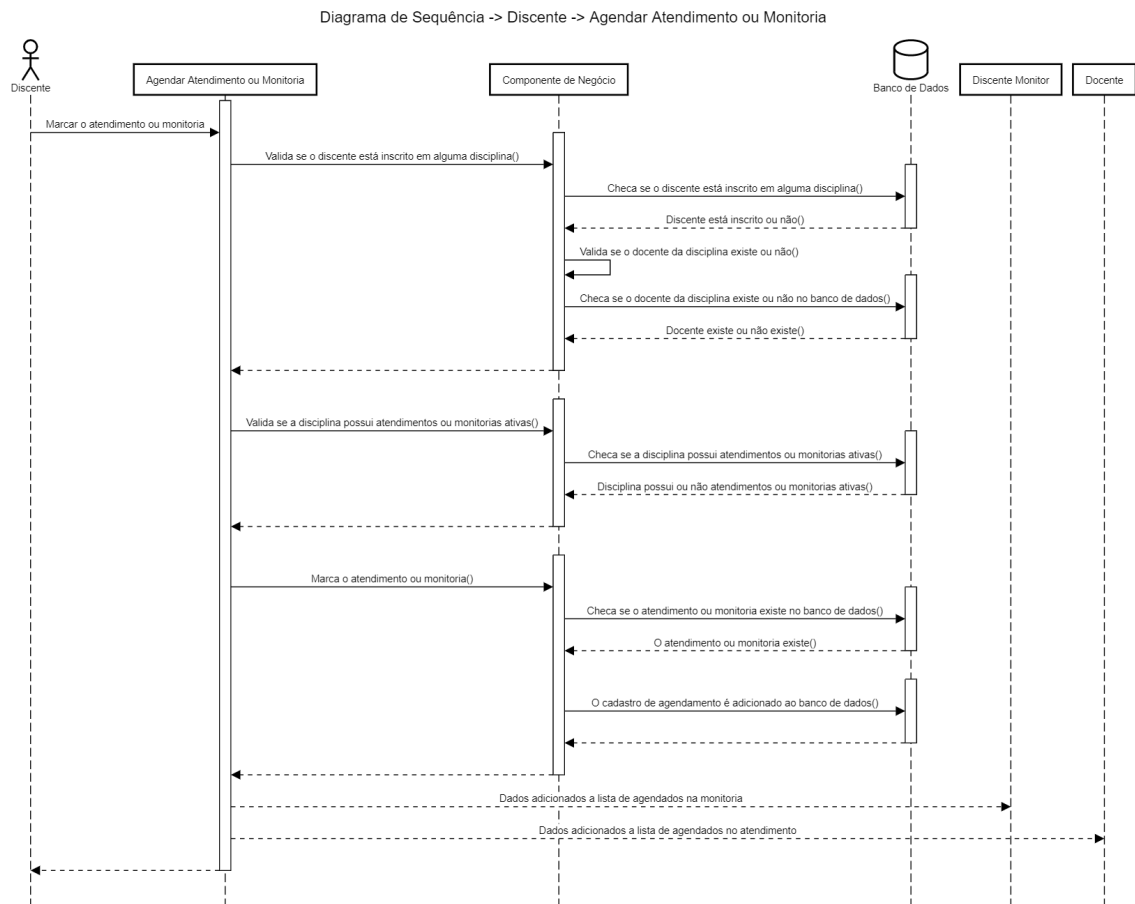 Diagrama de Sequência -> Discente -> Agendar Atendimento ou Monitoria
Discente
Agendar Atendimento ou Monitoria
Componente de Negócio
Banco de Dados
Discente Monitor
Docente
Marcar o atendimento ou monitoria
Valida se o discente está inscrito em alguma disciplina()
Checa se o discente está inscrito em alguma disciplina()
Discente está inscrito ou não()
Valida se o docente da disciplina existe ou não()
Checa se o docente da disciplina existe ou não no banco de dados()
Docente existe ou não existe()
Valida se a disciplina possui atendimentos ou monitorias ativas()
Checa se a disciplina possui atendimentos ou monitorias ativas()
Disciplina possui ou não atendimentos ou monitorias ativas()
Marca o atendimento ou monitoria()
Checa se o atendimento ou monitoria existe no banco de dados()
O atendimento ou monitoria existe()
O cadastro de agendamento é adicionado ao banco de dados()
Dados adicionados a lista de agendados na monitoria
Dados adicionados a lista de agendados no atendimento